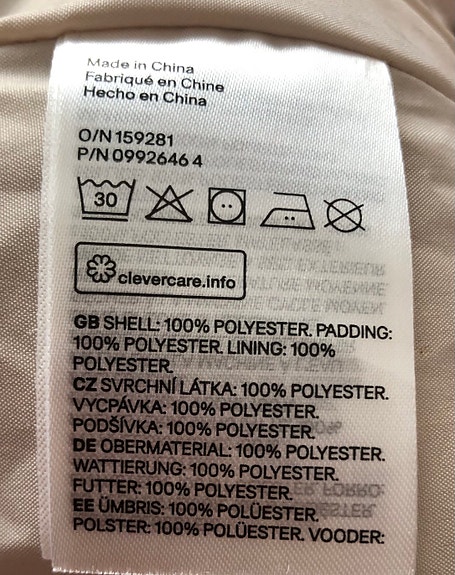 Made in China
Fabriqué en Chine
Hecho en China
O/N 159281
P/N 0992646 4
30
clevercare.info
GB SHELL: 100% POLYESTER. PADDING:
100% POLYESTER. LINING: 100%
POLYESTER.
CZ SVRCHNÍ LÁTKA: 100% POLYESTER.
VYCPÁVKA: 100% POLYESTER.
PODŠÍVKA: 100% POLYESTER.
DE OBERMATERIAL: 100% POLYESTER.
WATTIERUNG: 100% POLYESTER.
FUTTER: 100% POLYESTER.
EE ÜMBRIS: 100% POLÜESTER.
POLSTER: 100% POLÜESTER. VOODER: